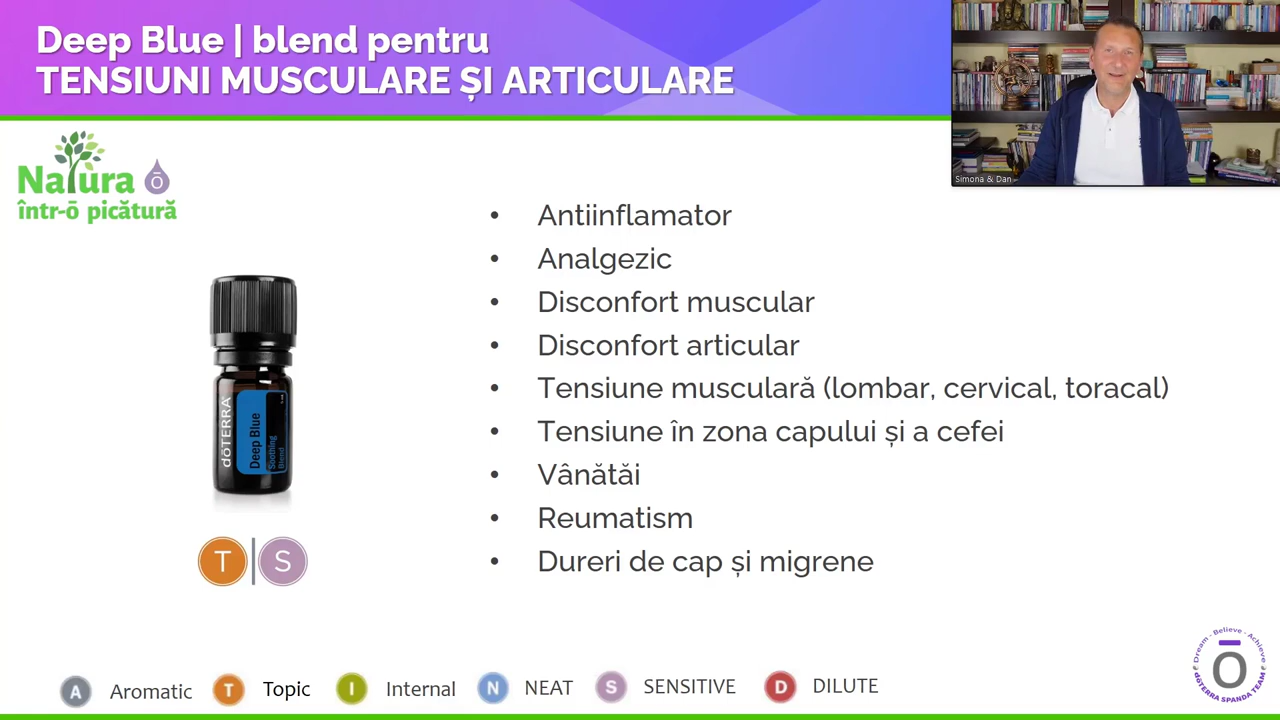 Deep Blue | blend pentru
TENSIUNI MUSCULARE ȘI ARTICULARE
Simona & Dan
Natura ō
într-ō picătură
• Antiinflamator
• Analgezic
• Disconfort muscular
• Disconfort articular
• Tensiune musculară (lombar, cervical, toracal)
• Tensiune în zona capului și a cefei
• Vânătăi
• Reumatism
• Dureri de cap și migrene
dōTERRA
Deep Blue
Soothing
Blend
T | S
A Aromatic T Topic I Internal N NEAT S SENSITIVE D DILUTE
Dream - Believe - Achieve
ō
dōTERRA SPANDA TEAM